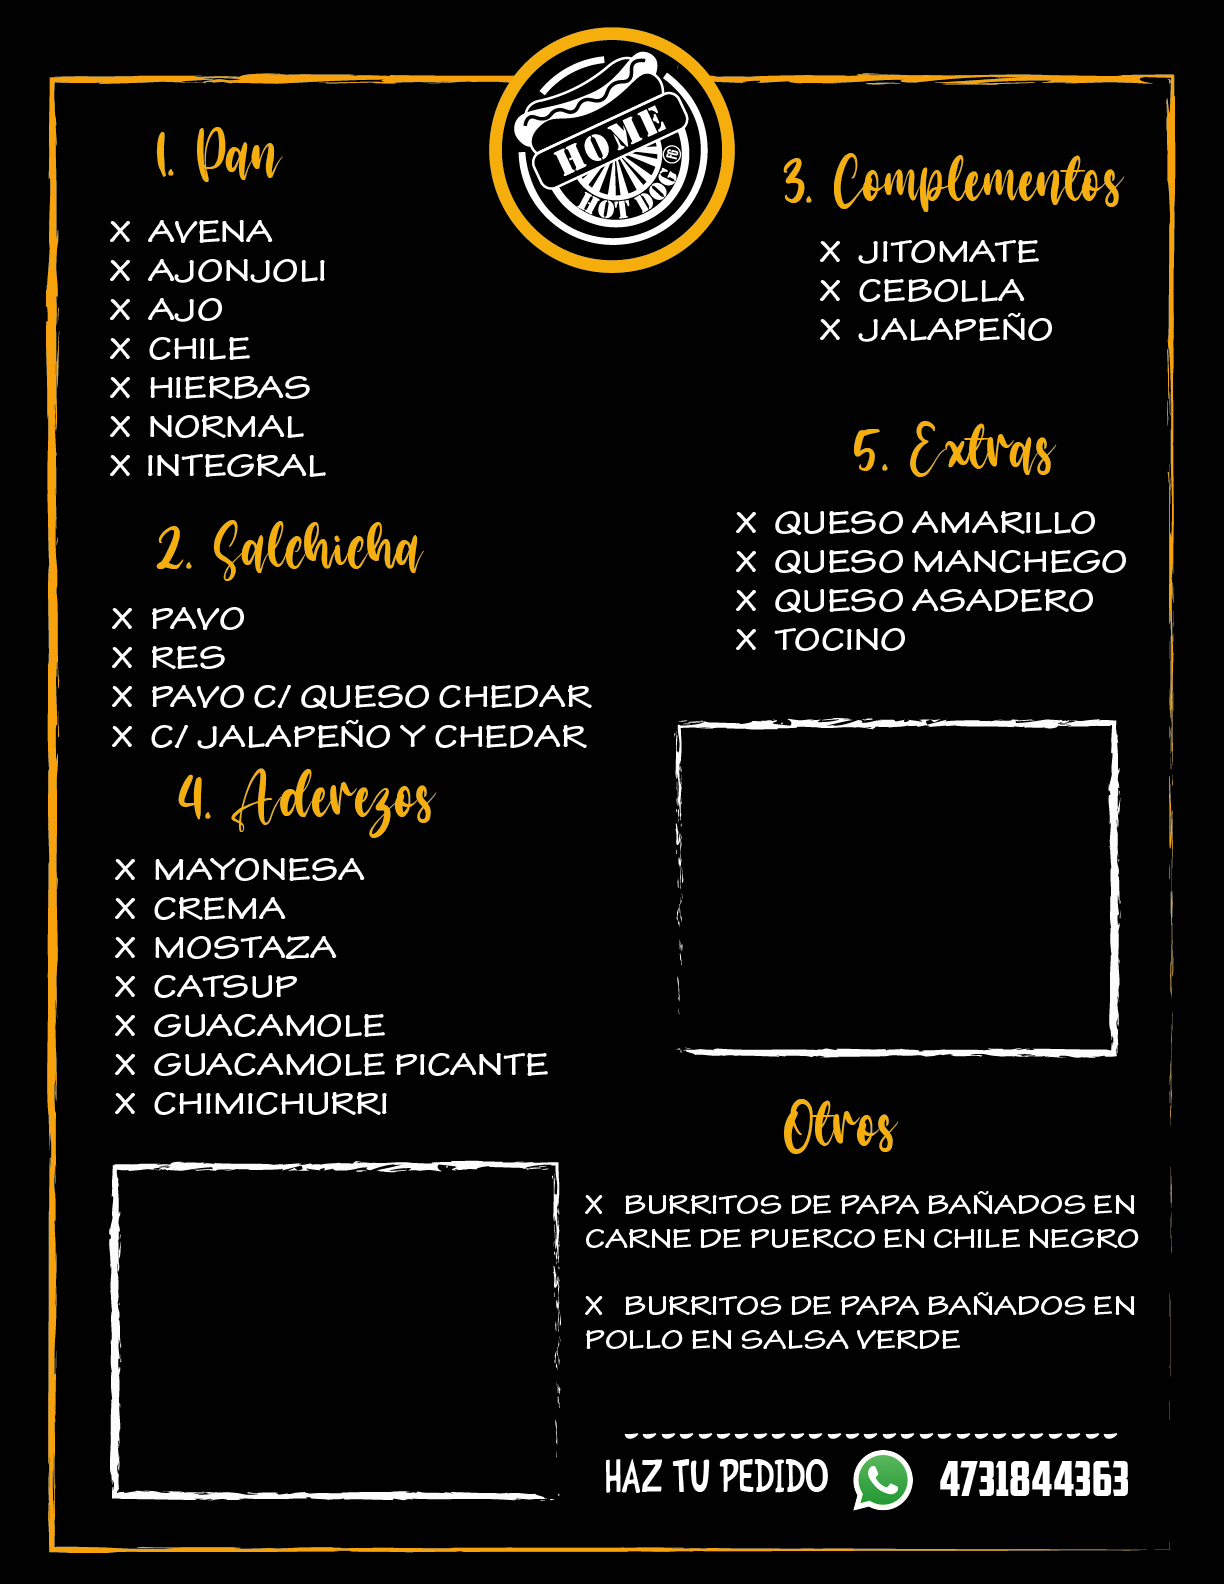 HOME
HOT DOG
1. Pan
X AVENA
X AJONJOLI
X AJO
X CHILE
X HIERBAS
X NORMAL
X INTEGRAL
2. Salchicha
X PAVO
X RES
X PAVO C/ QUESO CHEDAR
X C/ JALAPEÑO Y CHEDAR
3. Complementos
X JITOMATE
X CEBOLLA
X JALAPEÑO
4. Aderezos
X MAYONESA
X CREMA
X MOSTAZA
X CATSUP
X GUACAMOLE
X GUACAMOLE PICANTE
X CHIMICHURRI
5. Extras
X QUESO AMARILLO
X QUESO MANCHEGO
X QUESO ASADERO
X TOCINO
Otros
X BURRITOS DE PAPA BAÑADOS EN
CARNE DE PUERCO EN CHILE NEGRO
X BURRITOS DE PAPA BAÑADOS EN
POLLO EN SALSA VERDE
HAZ TU PEDIDO 4731844363